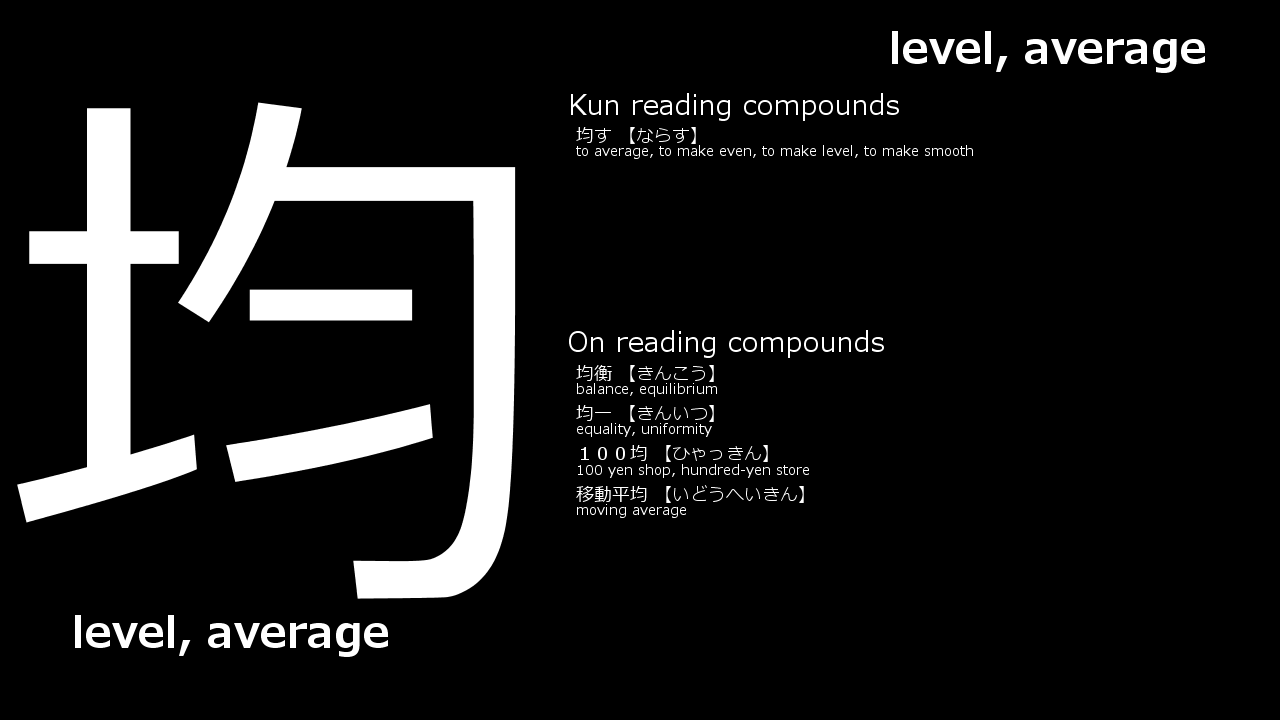 level, average
均
Kun reading compounds
均す 【ならす】
to average, to make even, to make level, to make smooth
On reading compounds
均衡 【きんこう】
balance, equilibrium
均一 【きんいつ】
equality, uniformity
１００均 【ひゃっきん】
100 yen shop, hundred-yen store
移動平均 【いどうへいきん】
moving average
level, average